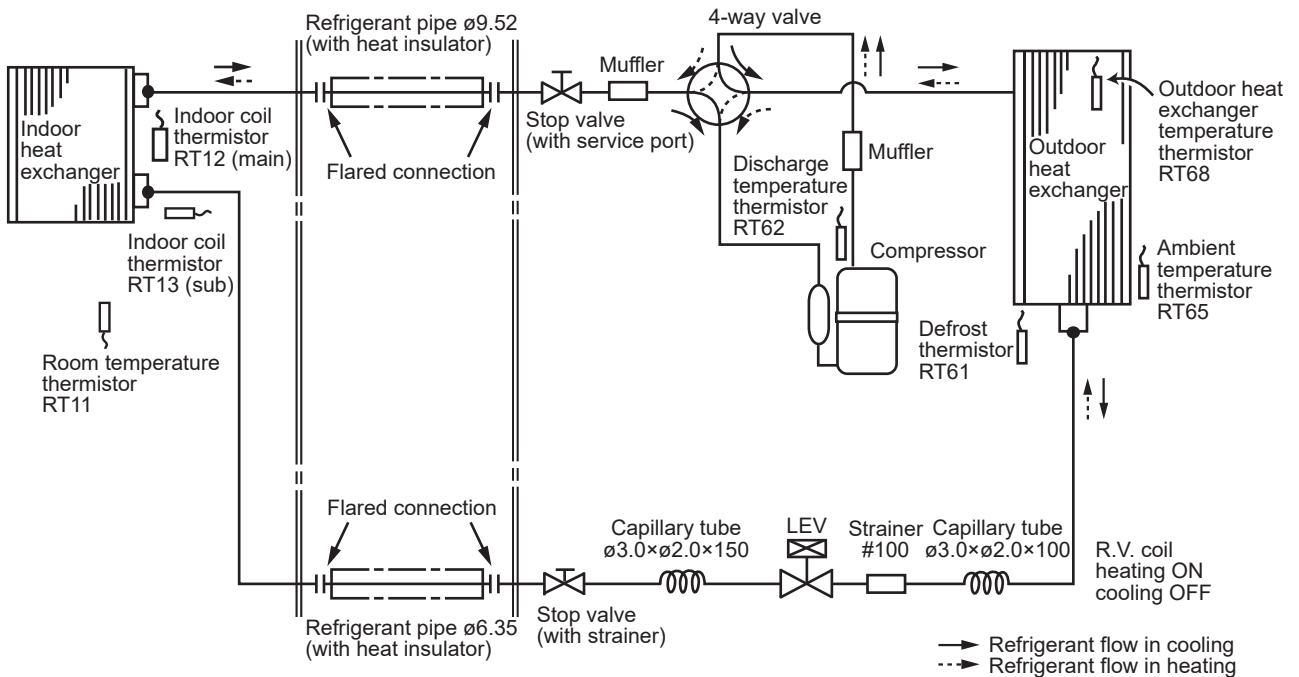 Refrigerant pipe ø9.52
(with heat insulator)
4-way valve
Muffler
Stop valve
(with service port)
Indoor
heat
exchanger
Indoor coil
thermistor
RT12 (main)
Flared connection
Indoor coil
thermistor
RT13 (sub)
Room temperature
thermistor
RT11
Discharge
temperature
thermistor
RT62
Muffler
Compressor
Outdoor
heat
exchanger
Outdoor heat
exchanger
temperature
thermistor
RT68
Ambient
temperature
thermistor
RT65
Defrost
thermistor
RT61
Flared connection
Refrigerant pipe ø6.35
(with heat insulator)
Stop valve
(with strainer)
Capillary tube
ø3.0×ø2.0×150
LEV
Strainer
#100
Capillary tube
ø3.0×ø2.0×100
R.V. coil
heating ON
cooling OFF
Refrigerant flow in cooling
Refrigerant flow in heating